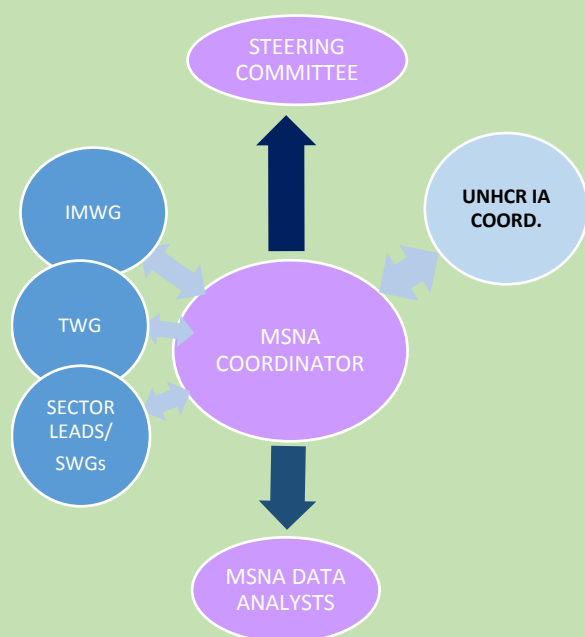 STEERING
COMMITTEE
UNHCR IA
COORD.
IMWG
TWG
MSNA
COORDINATOR
SECTOR
LEADS/
SWGs
MSNA DATA
ANALYSTS